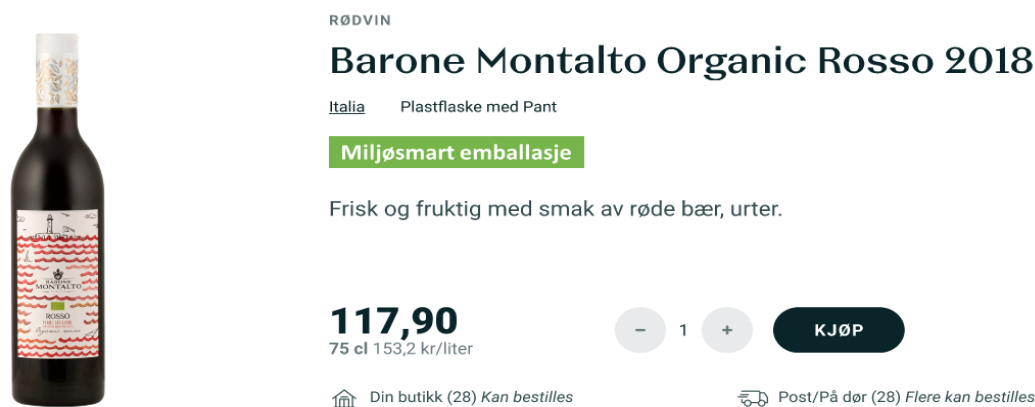 RØDVIN
Barone Montalto Organic Rosso 2018
Italia Plastflaske med Pant
Miljøsmart emballasje
Frisk og fruktig med smak av røde bær, urter.
117,90
75 cl 153,2 kr/liter
− 1 +
KJØP
Din butikk (28) Kan bestilles
Post/På dør (28) Flere kan bestilles
BARONE
MONTALTO
ROSSO